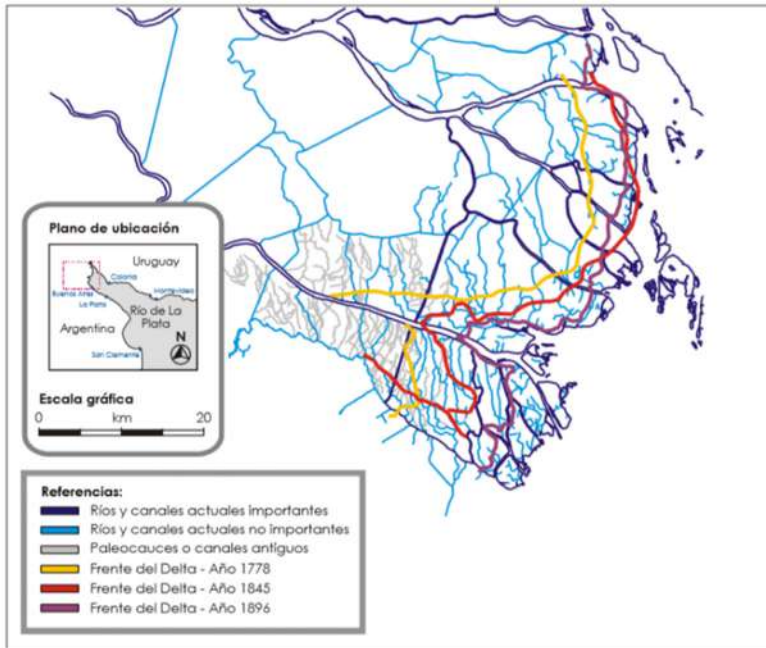 Plano de ubicación
Uruguay
Colonia
Buenos Aires
Montevideo
La Plata
Río de La
Plata
Argentina
N
San Clemente
Escala gráfica
0 km 20
Referencias:
Ríos y canales actuales importantes
Ríos y canales actuales no importantes
Paleocauces o canales antiguos
Frente del Delta - Año 1778
Frente del Delta - Año 1845
Frente del Delta - Año 1896